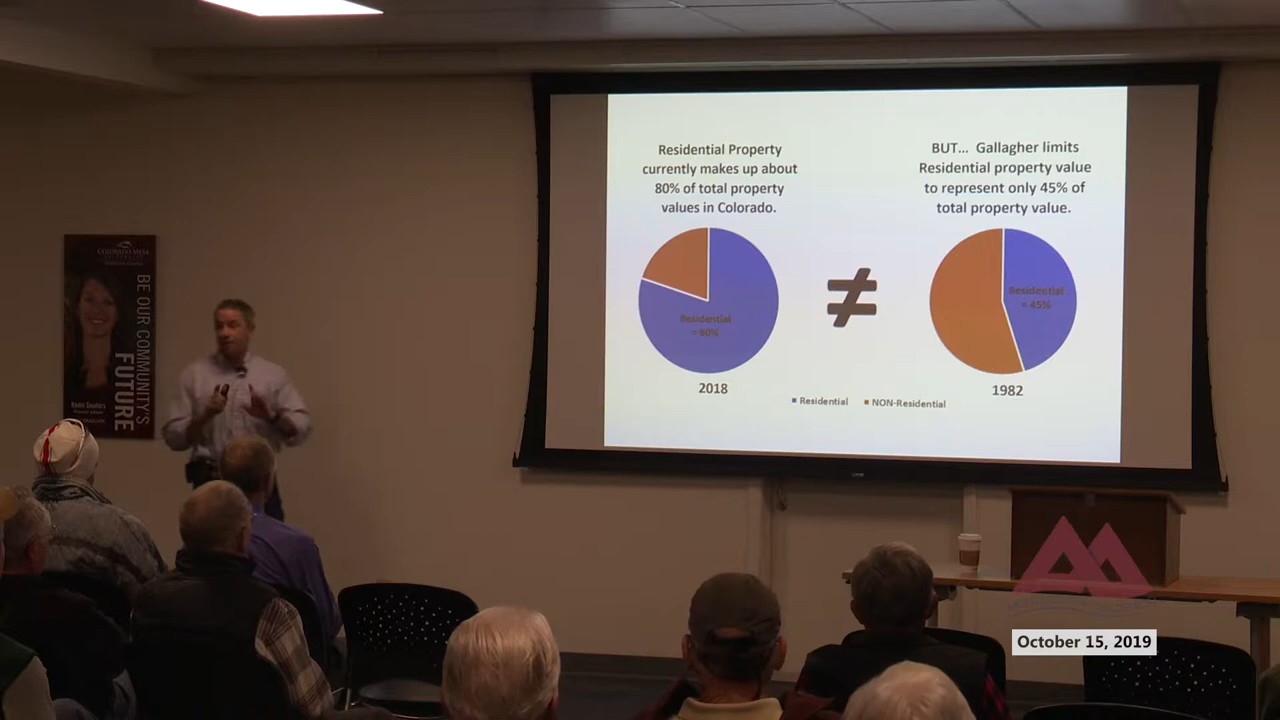 Residential Property
currently makes up about
80% of total property
values in Colorado.
BUT... Gallagher limits
Residential property value
to represent only 45% of
total property value.
Residential
= 80%
≠
Residential
= 45%
2018
1982
Residential
NON-Residential
COLORADO MESA
BE OUR COMMUNITY'S
FUTURE
October 15, 2019